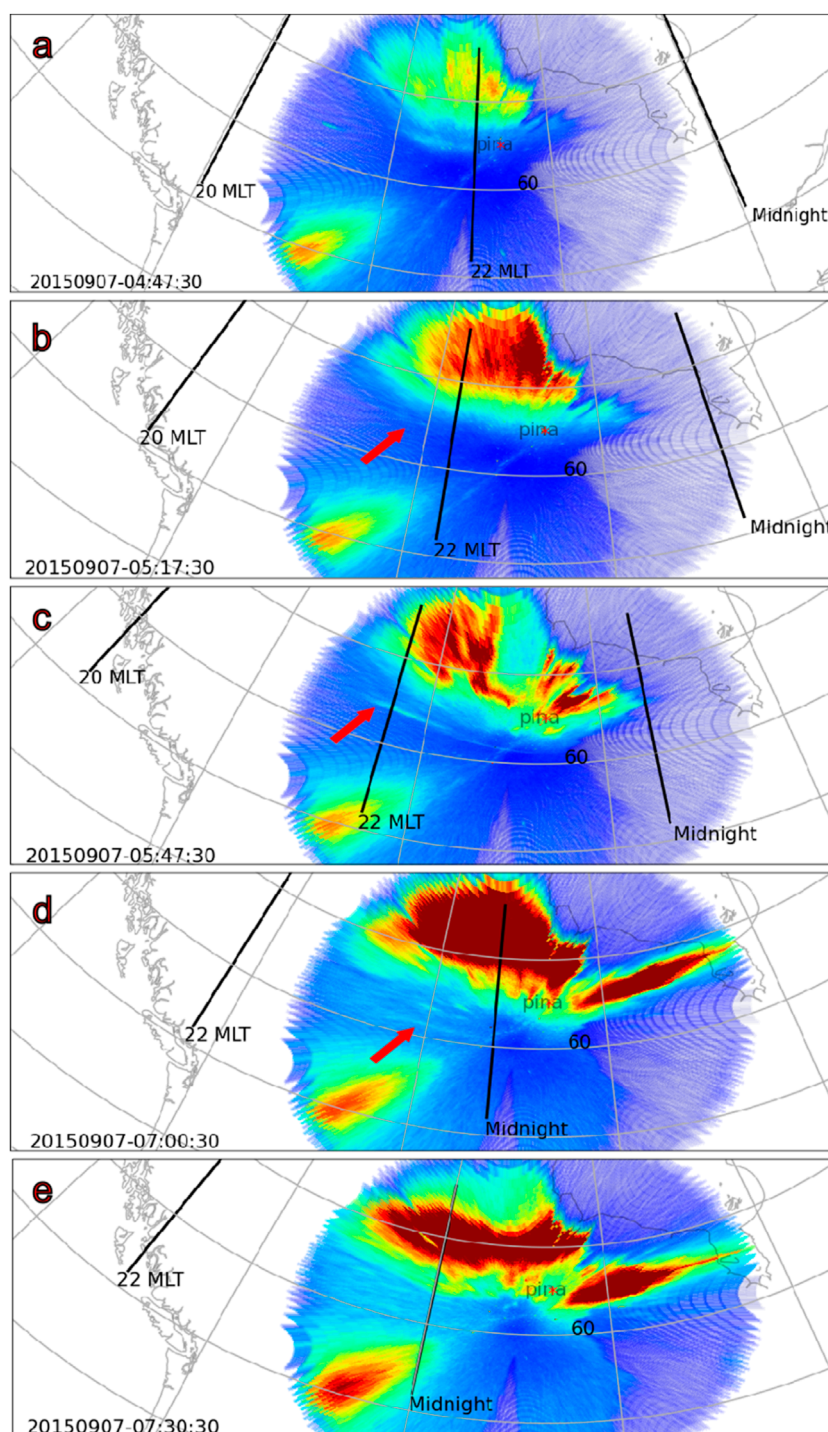 a
pina
60
20 MLT
Midnight
22 MLT
20150907-04:47:30
b
pina
20 MLT
60
Midnight
22 MLT
20150907-05:17:30
c
20 MLT
pina
60
22 MLT
Midnight
20150907-05:47:30
d
pina
22 MLT
60
Midnight
20150907-07:00:30
e
22 MLT
pina
60
Midnight
20150907-07:30:30